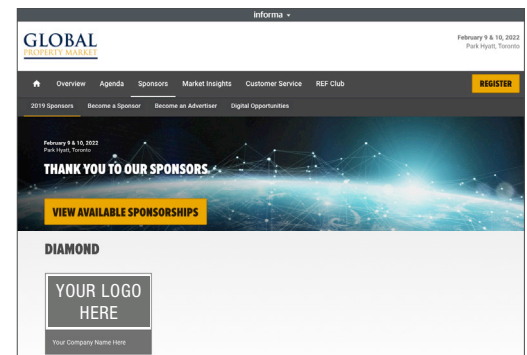 informa
GLOBAL
PROPERTY MARKET
February 9 & 10, 2022
Park Hyatt, Toronto
Overview Agenda Sponsors Market Insights Customer Service REF Club
REGISTER
2019 Sponsors Become a Sponsor Become an Advertiser Digital Opportunities
February 9 & 10, 2022
Park Hyatt, Toronto
THANK YOU TO OUR SPONSORS
VIEW AVAILABLE SPONSORSHIPS
DIAMOND
YOUR LOGO
HERE
Your Company Name Here